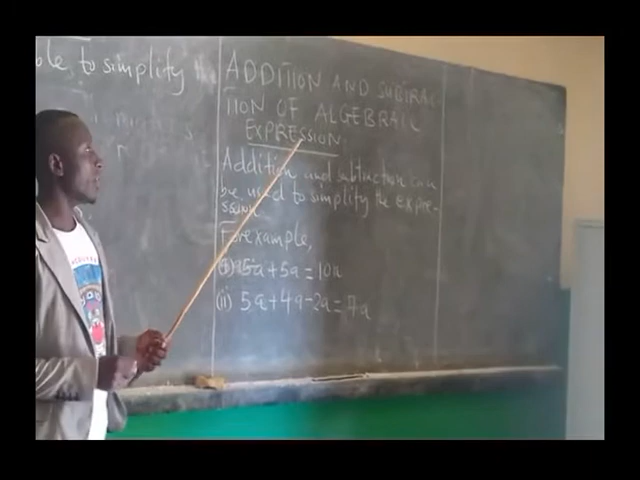 ble, to simplify the
ADDITION AND SUBTRAC-
TION OF ALGEBRAIC
EXPRESSION.
Addition and subtraction can
be used to simplify the expre-
ssion.
For example,
(i) 5a + 5a = 10a
(ii) 5a + 4a - 2a = 7a